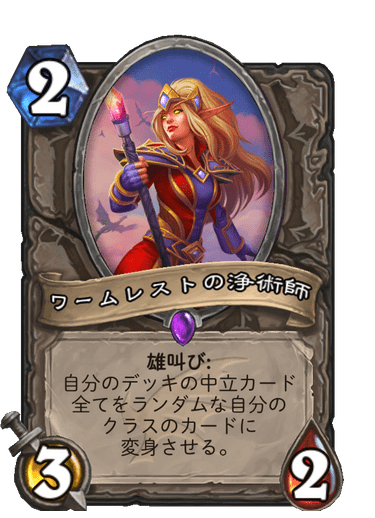 2
ワームレストの浄術師
雄叫び:
自分のデッキの中立カード
全てをランダムな自分の
クラスのカードに
変身させる。
3
2